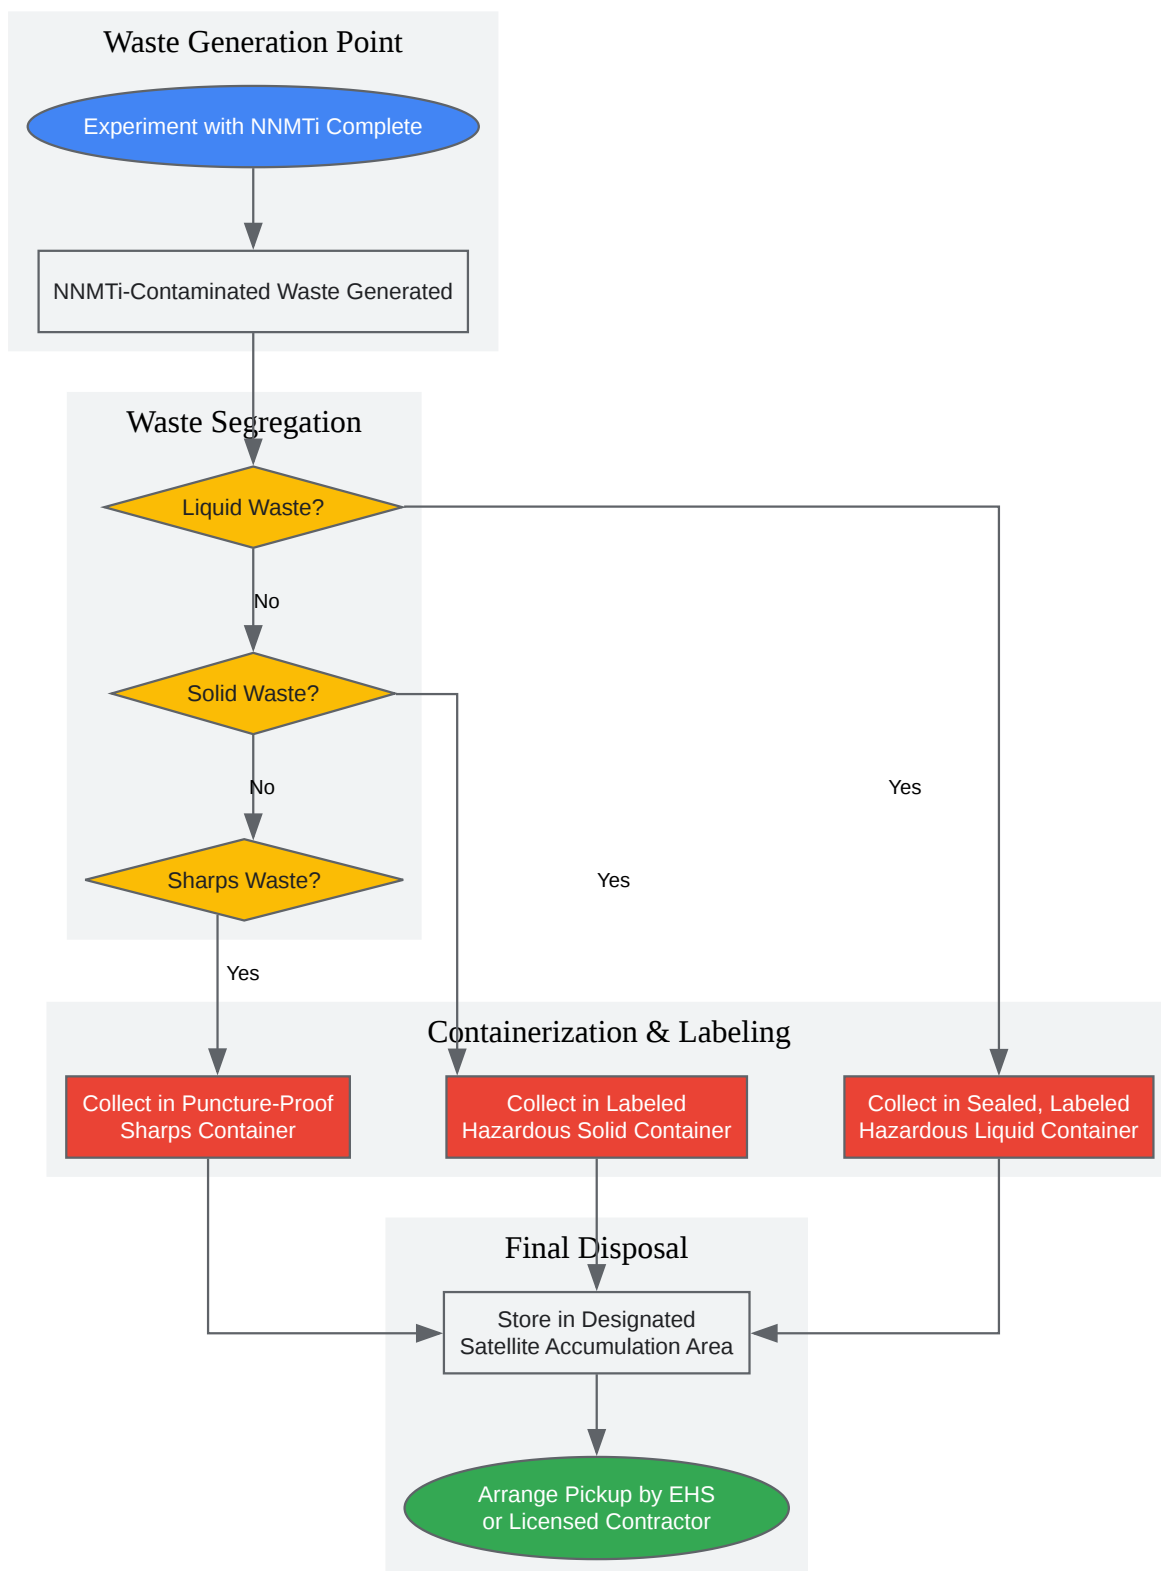 Waste Generation Point
Experiment with NNMTi Complete
NNMTi-Contaminated Waste Generated
Waste Segregation
Liquid Waste?
No
Solid Waste?
No
Yes
Sharps Waste?
Yes
Yes
Containerization & Labeling
Collect in Puncture-Proof
Sharps Container
Collect in Labeled
Hazardous Solid Container
Collect in Sealed, Labeled
Hazardous Liquid Container
Final Disposal
Store in Designated
Satellite Accumulation Area
Arrange Pickup by EHS
or Licensed Contractor